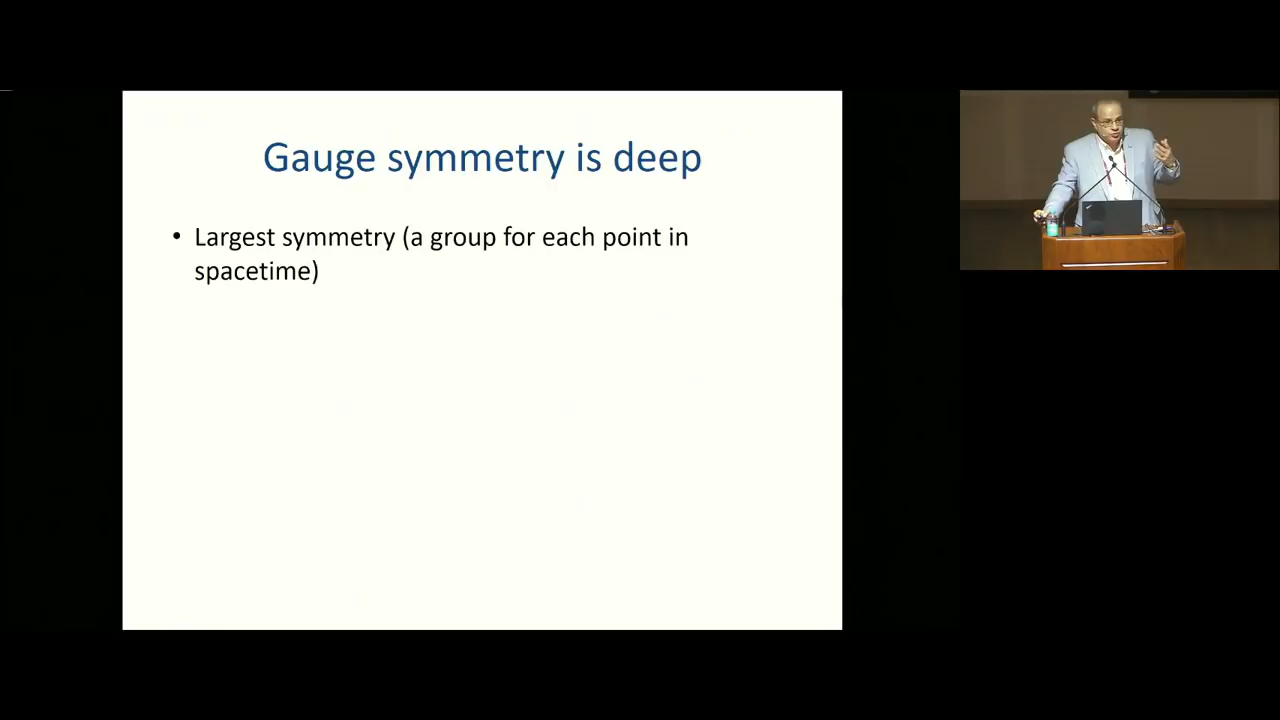 Gauge symmetry is deep
• Largest symmetry (a group for each point in
spacetime)